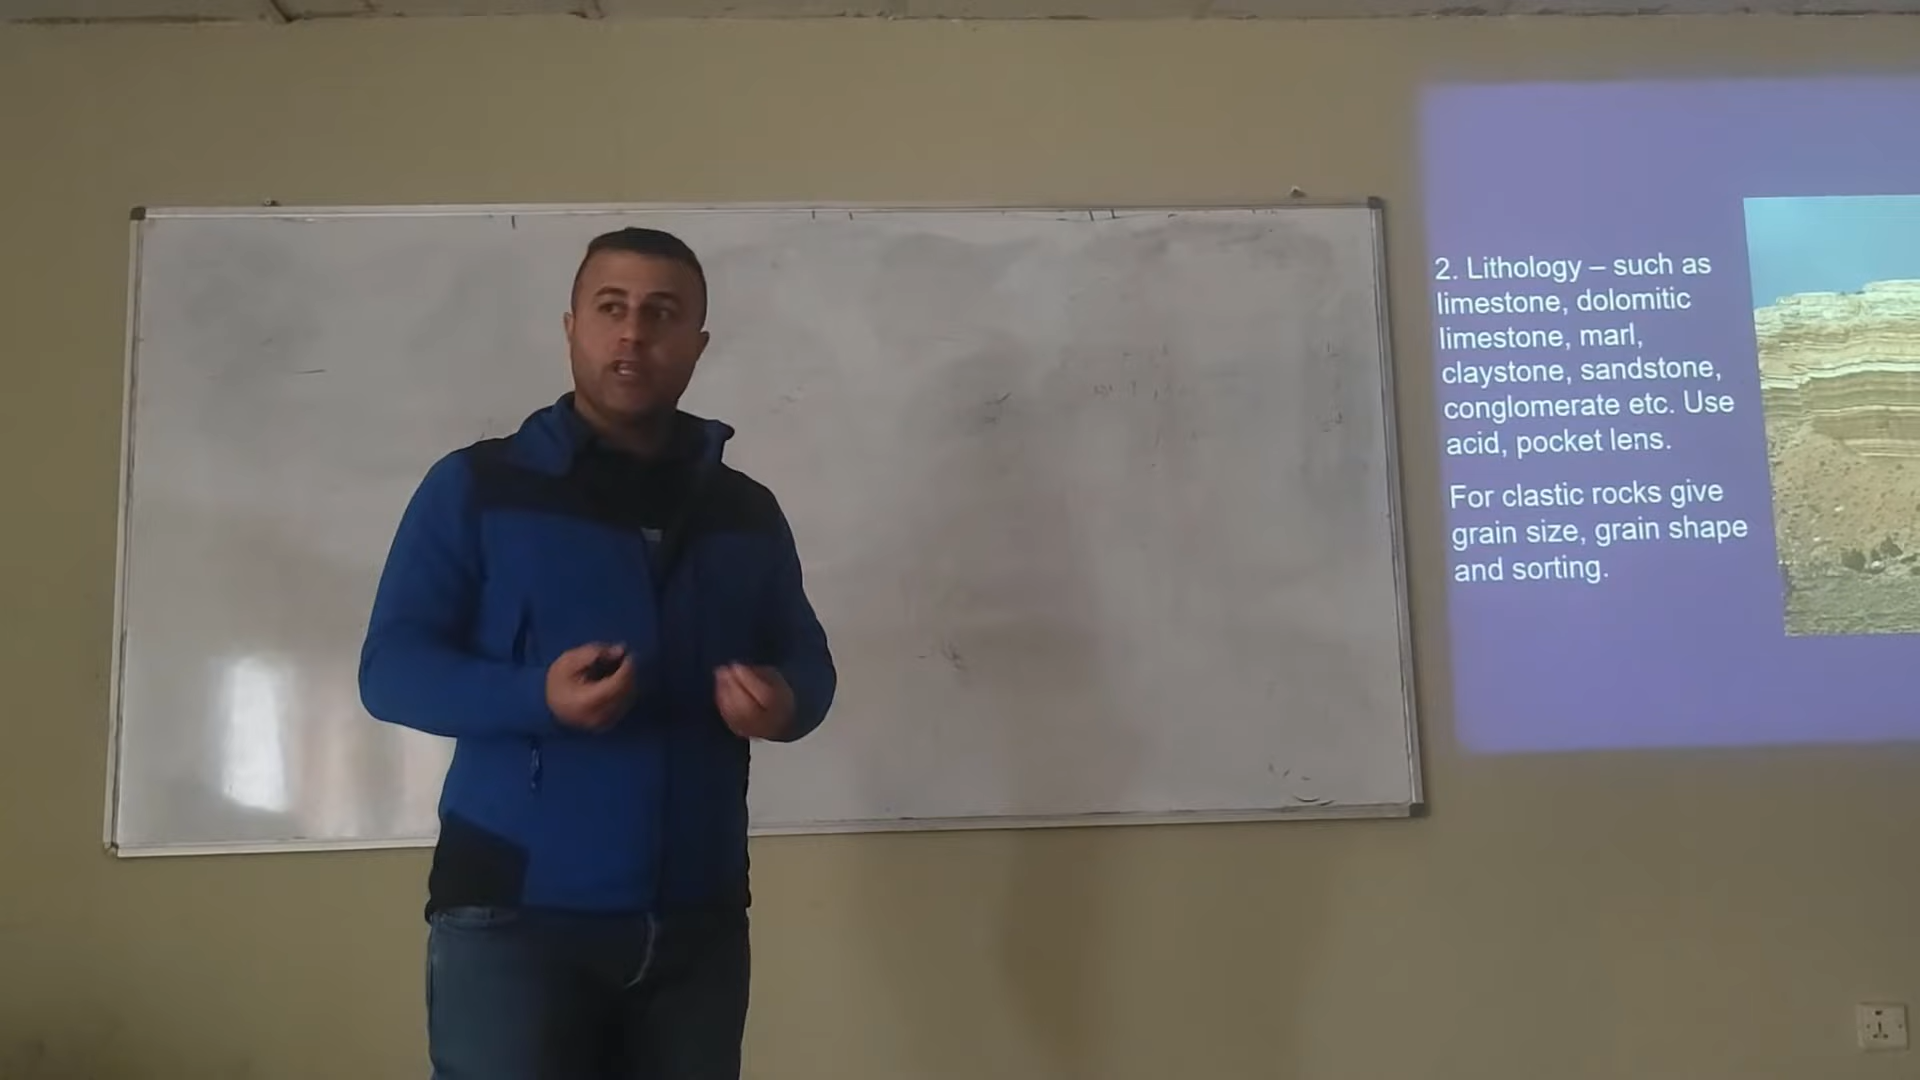 2. Lithology – such as
limestone, dolomitic
limestone, marl,
claystone, sandstone,
conglomerate etc. Use
acid, pocket lens.
For clastic rocks give
grain size, grain shape
and sorting.